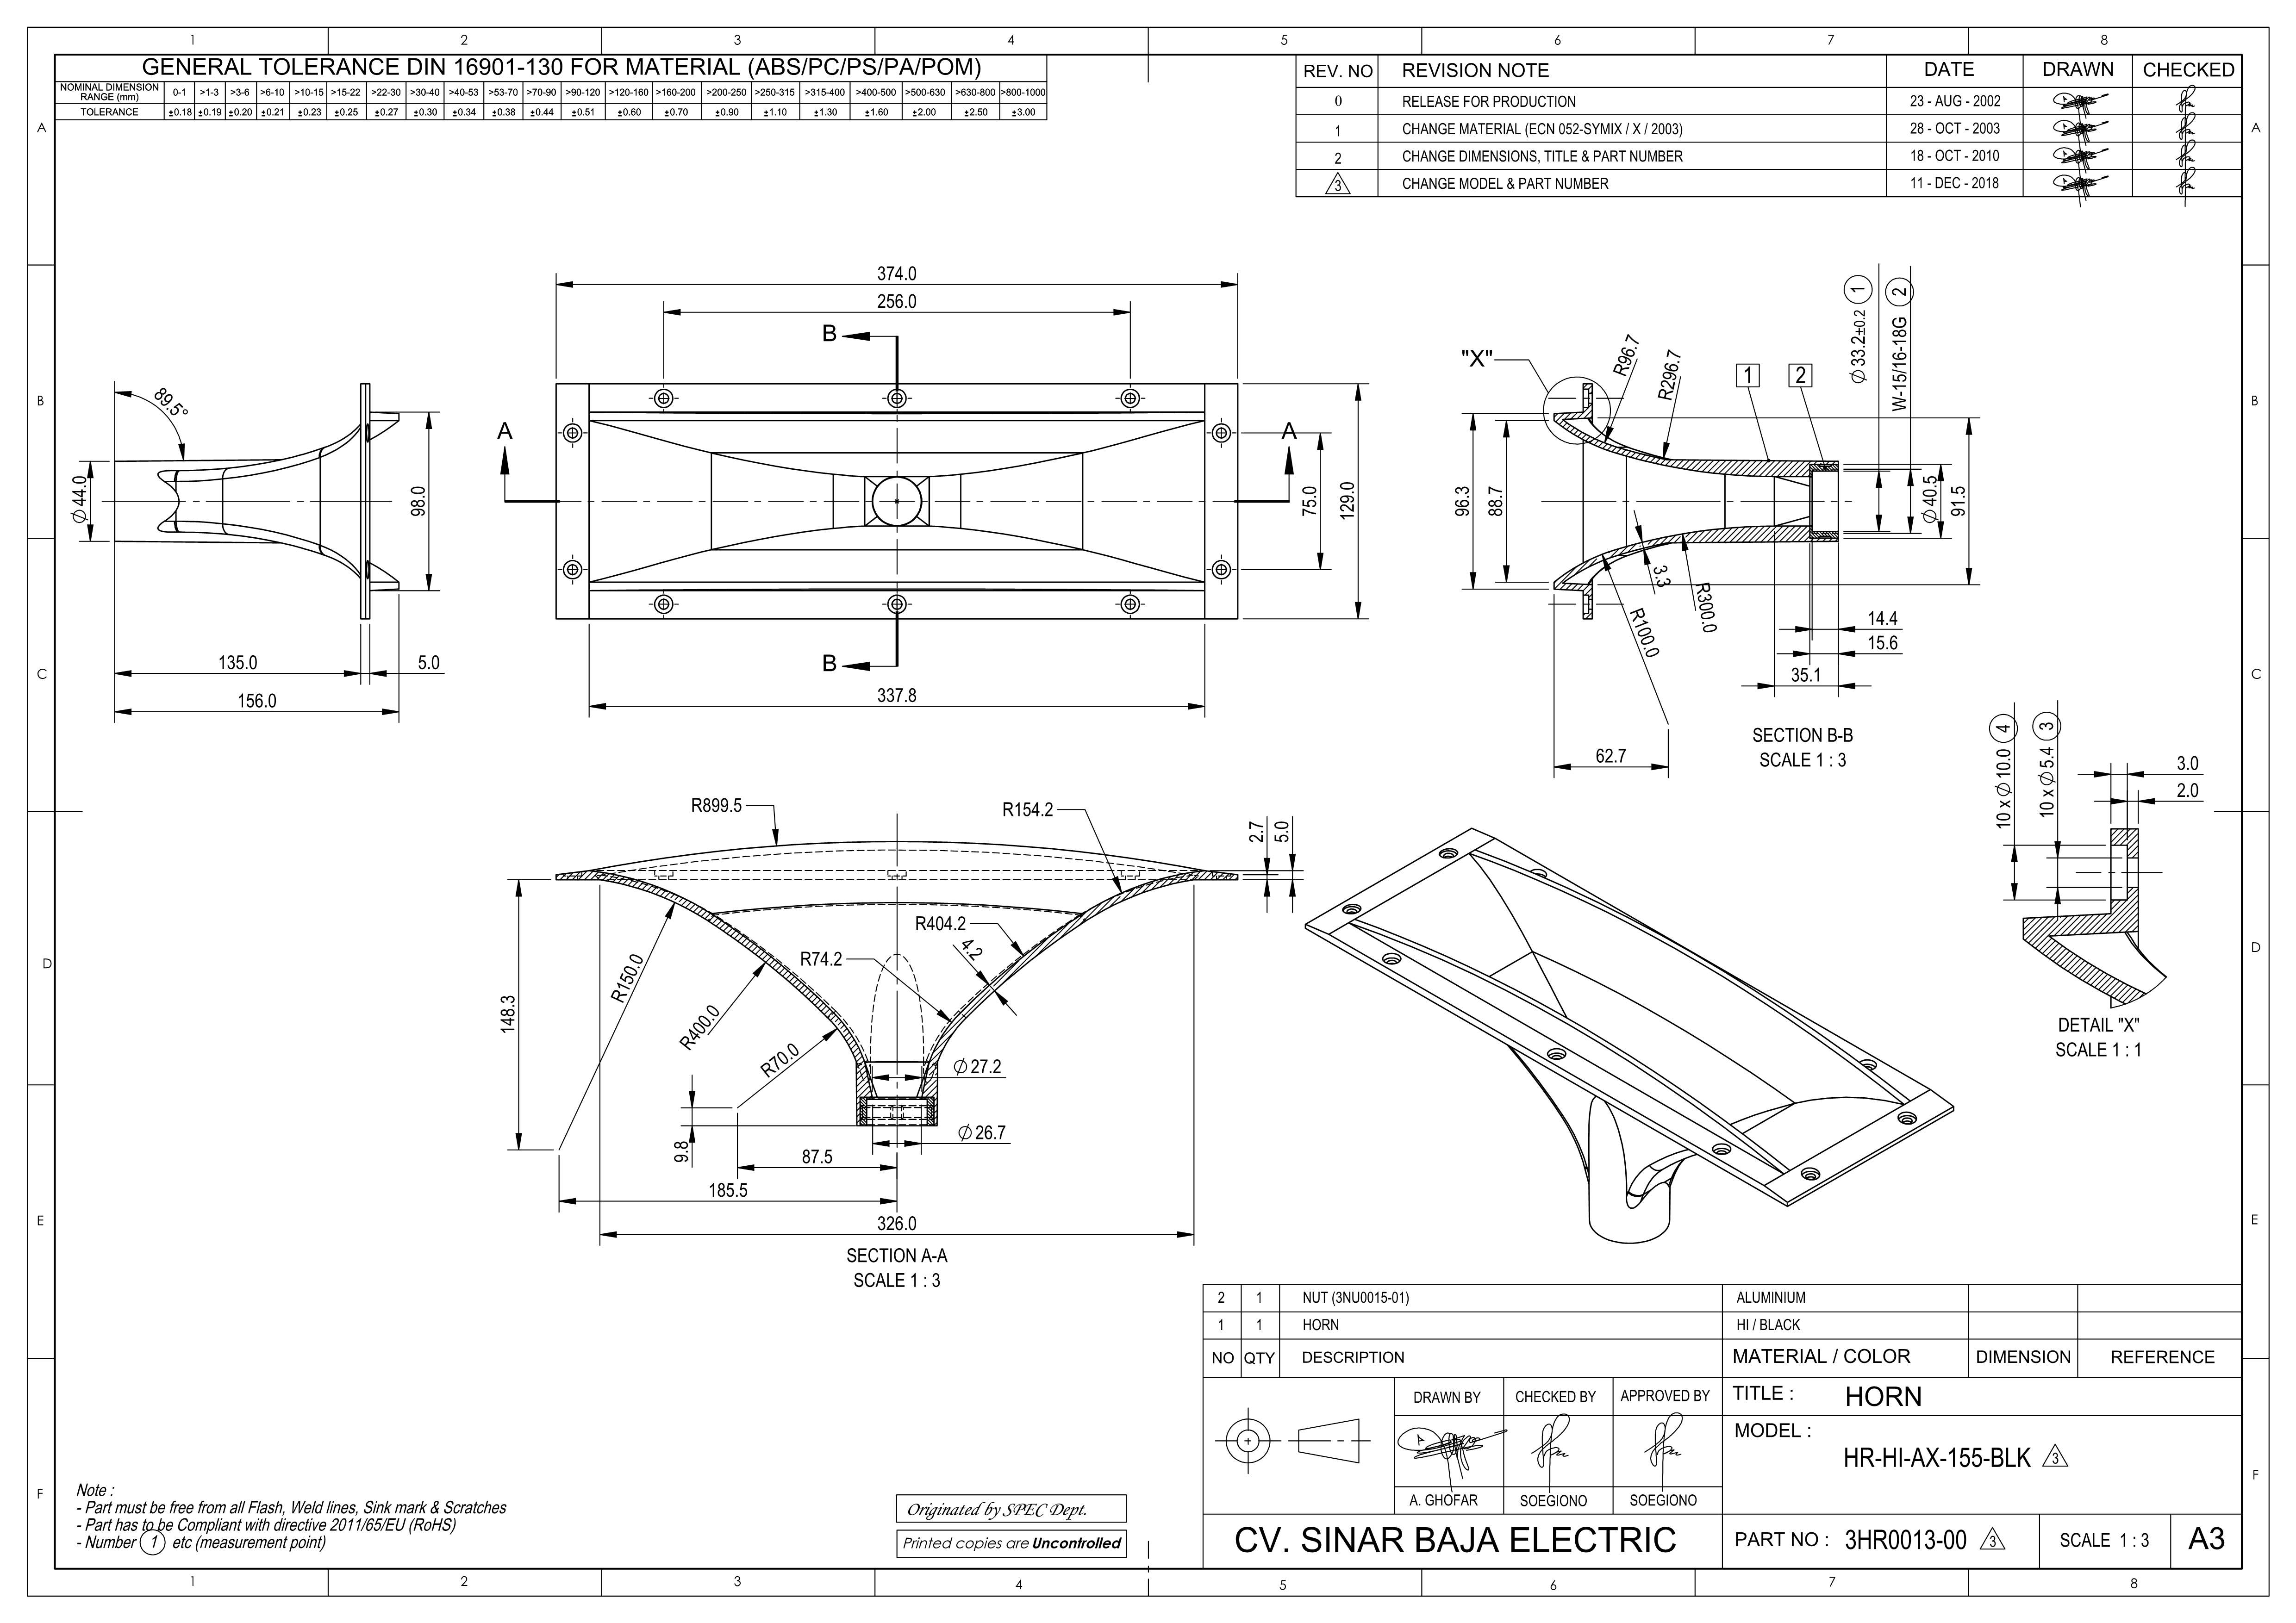 1 2 3 4 5 6 7 8
GENERAL TOLERANCE DIN 16901-130 FOR MATERIAL (ABS/PC/PS/PA/POM)
NOMINAL DIMENSION RANGE (mm) 0-1 >1-3 >3-6 >6-10 >10-15 >15-22 >22-30 >30-40 >40-53 >53-70 >70-90 >90-120 >120-160 >160-200 >200-250 >250-315 >315-400 >400-500 >500-630 >630-800 >800-1000
TOLERANCE ±0.18 ±0.19 ±0.20 ±0.21 ±0.23 ±0.25 ±0.27 ±0.30 ±0.34 ±0.38 ±0.44 ±0.51 ±0.60 ±0.70 ±0.90 ±1.10 ±1.30 ±1.60 ±2.00 ±2.50 ±3.00
REV. NO REVISION NOTE DATE DRAWN CHECKED
0 RELEASE FOR PRODUCTION 23 - AUG - 2002
1 CHANGE MATERIAL (ECN 052-SYMIX / X / 2003) 28 - OCT - 2003
2 CHANGE DIMENSIONS, TITLE & PART NUMBER 18 - OCT - 2010
3 CHANGE MODEL & PART NUMBER 11 - DEC - 2018
A A
B B
C C
D D
E E
F F
89.5°
Ø44.0
98.0
135.0
5.0
156.0
374.0
256.0
B
A A
75.0
129.0
B
337.8
"X"
R96.7
R296.7
1 2
Ø33.2±0.2 1
W-15/16-18G 2
96.3
88.7
Ø40.5
91.5
3.3
R300.0
R100.0
14.4
15.6
35.1
62.7
SECTION B-B
SCALE 1 : 3
10 x Ø10.0 4
10 x Ø5.4 3
3.0
2.0
DETAIL "X"
SCALE 1 : 1
R899.5
R154.2
2.7
5.0
R404.2
4.2
R74.2
R150.0
R400.0
R70.0
148.3
Ø27.2
Ø26.7
9.8
87.5
185.5
326.0
SECTION A-A
SCALE 1 : 3
2 1 NUT (3NU0015-01) ALUMINIUM
1 1 HORN HI / BLACK
NO QTY DESCRIPTION MATERIAL / COLOR DIMENSION REFERENCE
DRAWN BY CHECKED BY APPROVED BY
A. GHOFAR SOEGIONO SOEGIONO
TITLE : HORN
MODEL :
HR-HI-AX-155-BLK 3
CV. SINAR BAJA ELECTRIC
PART NO : 3HR0013-00 3
SCALE 1 : 3
A3
Note :
- Part must be free from all Flash, Weld lines, Sink mark & Scratches
- Part has to be Compliant with directive 2011/65/EU (RoHS)
- Number 1 etc (measurement point)
Originated by SPEC Dept.
Printed copies are Uncontrolled
1 2 3 4 5 6 7 8